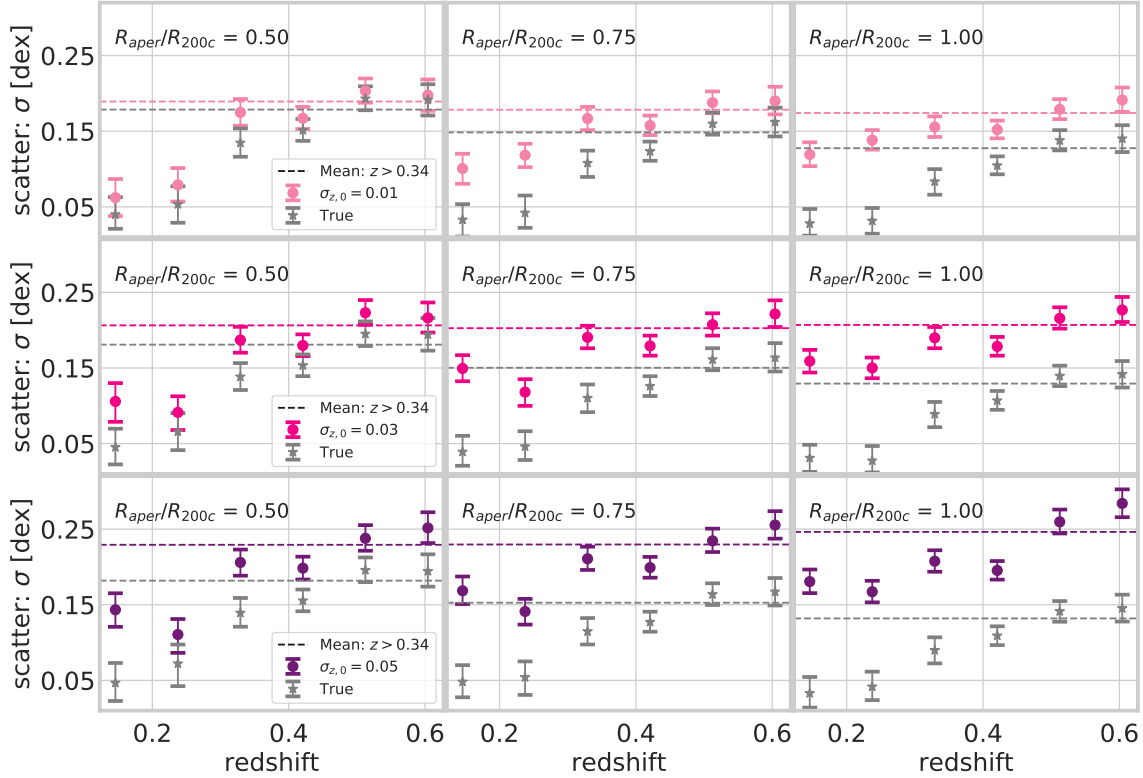 R_aper/R_200c = 0.50
R_aper/R_200c = 0.75
R_aper/R_200c = 1.00
scatter: σ [dex]
0.25
0.15
0.05
Mean: z > 0.34
σ_z,0 = 0.01
True
R_aper/R_200c = 0.50
R_aper/R_200c = 0.75
R_aper/R_200c = 1.00
scatter: σ [dex]
0.25
0.15
0.05
Mean: z > 0.34
σ_z,0 = 0.03
True
R_aper/R_200c = 0.50
R_aper/R_200c = 0.75
R_aper/R_200c = 1.00
scatter: σ [dex]
0.25
0.15
0.05
Mean: z > 0.34
σ_z,0 = 0.05
True
0.2 0.4 0.6
0.2 0.4 0.6
0.2 0.4 0.6
redshift
redshift
redshift